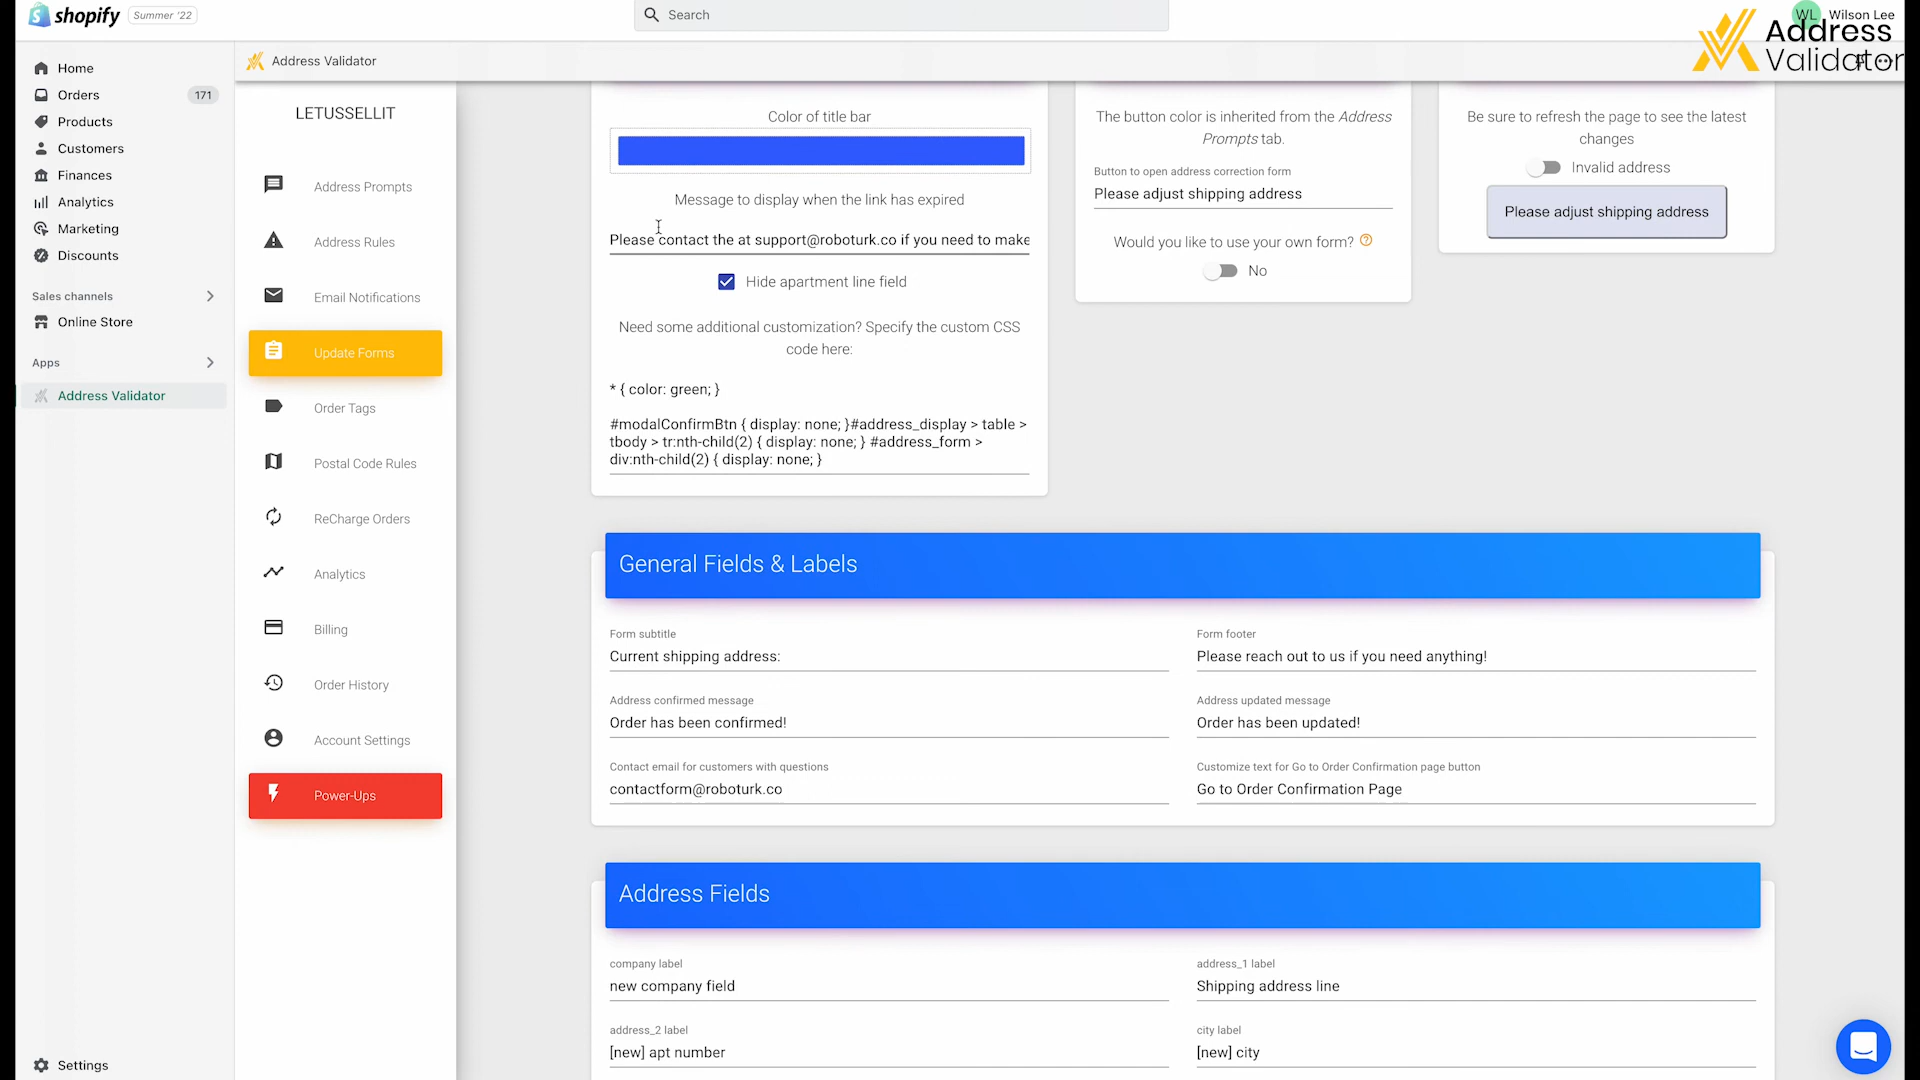 shopify
Summer '22
Search
WL
Wilson Lee
Address
Validator
Home
Orders
171
Products
Customers
Finances
Analytics
Marketing
Discounts
Sales channels
Online Store
Apps
Address Validator
Settings
Address Validator
LETUSSELLIT
Address Prompts
Address Rules
Email Notifications
Update Forms
Order Tags
Postal Code Rules
ReCharge Orders
Analytics
Billing
Order History
Account Settings
Power-Ups
Color of title bar
Message to display when the link has expired
Please contact the at support@roboturk.co if you need to make
Hide apartment line field
Need some additional customization? Specify the custom CSS
code here:
* { color: green; }
#modalConfirmBtn { display: none; }#address_display > table >
tbody > tr:nth-child(2) { display: none; } #address_form >
div:nth-child(2) { display: none; }
The button color is inherited from the Address
Prompts tab.
Button to open address correction form
Please adjust shipping address
Would you like to use your own form?
No
Be sure to refresh the page to see the latest
changes
Invalid address
Please adjust shipping address
General Fields & Labels
Form subtitle
Current shipping address:
Form footer
Please reach out to us if you need anything!
Address confirmed message
Order has been confirmed!
Address updated message
Order has been updated!
Contact email for customers with questions
contactform@roboturk.co
Customize text for Go to Order Confirmation page button
Go to Order Confirmation Page
Address Fields
company label
new company field
address_1 label
Shipping address line
address_2 label
[new] apt number
city label
[new] city